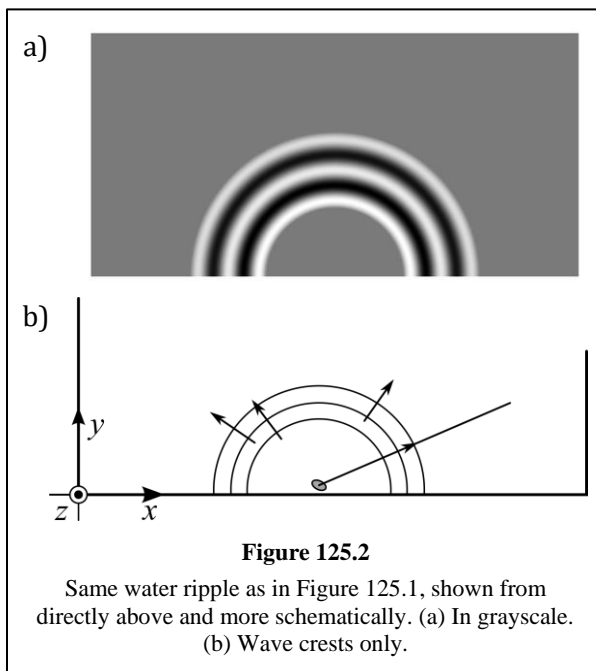 a)
b)
y
z
x
Figure 125.2
Same water ripple as in Figure 125.1, shown from
directly above and more schematically. (a) In grayscale.
(b) Wave crests only.